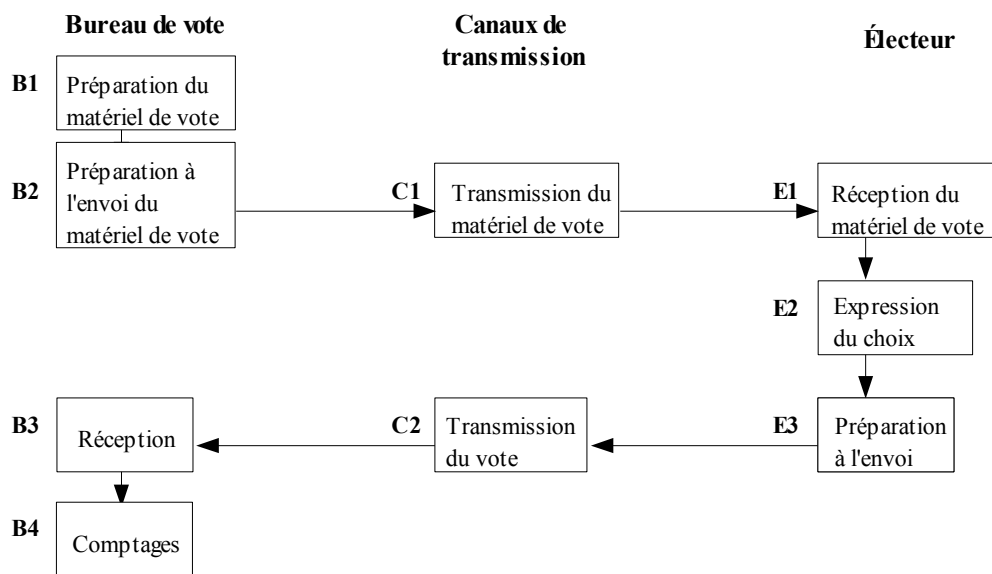 Bureau de vote
Canaux de
transmission
Électeur
B1
Préparation du
matériel de vote
B2
Préparation à
l'envoi du
matériel de vote
C1
Transmission du
matériel de vote
E1
Réception du
matériel de vote
E2
Expression
du choix
B3
Réception
C2
Transmission
du vote
E3
Préparation
à l'envoi
B4
Comptages